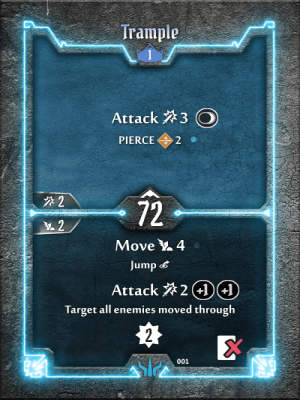 Trample
1
Attack 3
PIERCE 2
2
72
2
Move 4
Jump
Attack 2 +1 +1
Target all enemies moved through
2
001